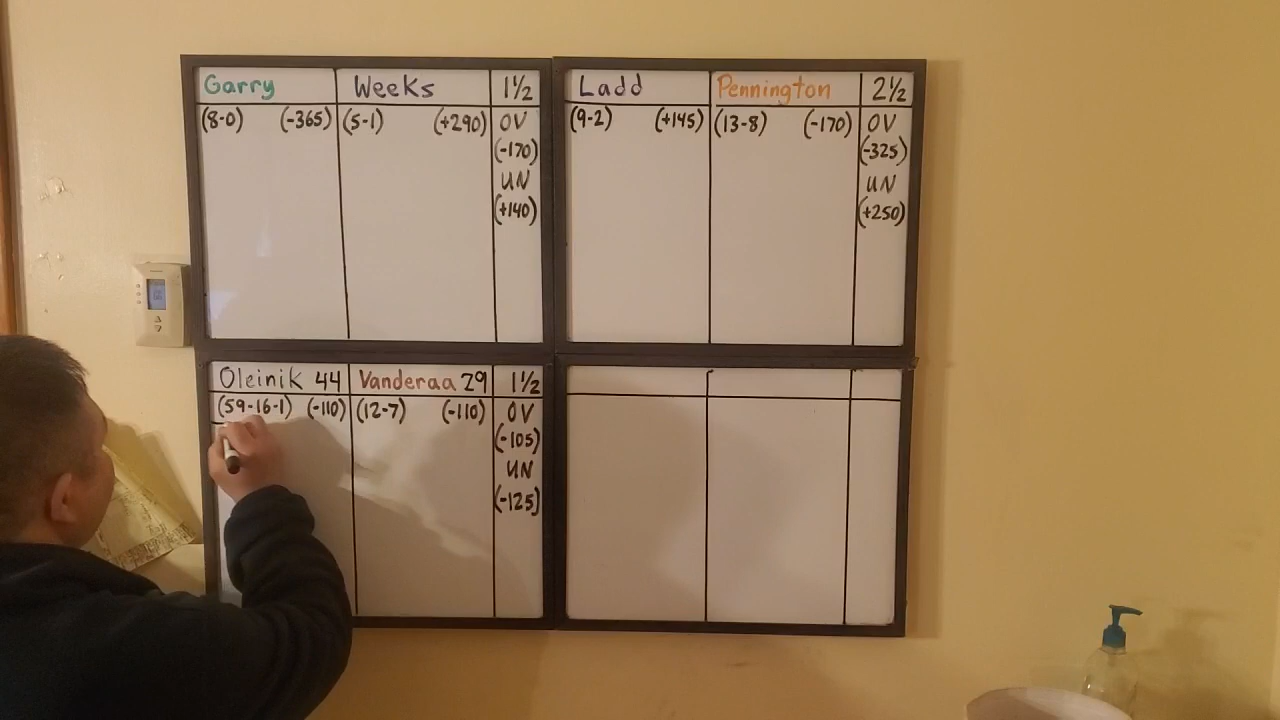 Garry Weeks 1½
(8-0) (-365) (5-1) (+290) OV
(-170)
UN
(+140)
Ladd Pennington 2½
(9-2) (+145) (13-8) (-170) OV
(-325)
UN
(+250)
Oleinik 44 Vanderaa 29 1½
(59-16-1) (-110) (12-7) (-110) OV
(-105)
UN
(-125)